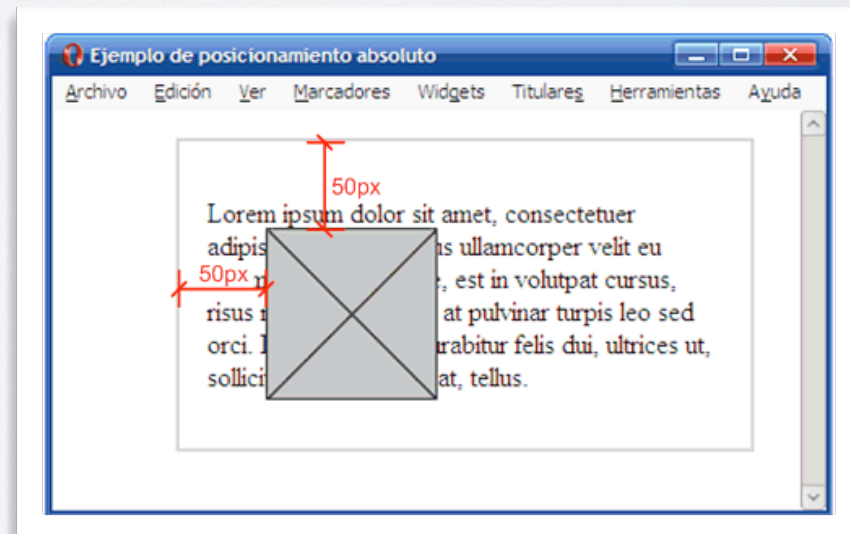 Ejemplo de posicionamiento absoluto
Archivo Edición Ver Marcadores Widgets Titulares Herramientas Ayuda
50px
Lorem ipsum dolor sit amet, consectetuer
adipis us ullamcorper velit eu
50px , est in volutpat cursus,
risus at pulvinar turpis leo sed
orci. urabitur felis dui, ultrices ut,
sollici at, tellus.